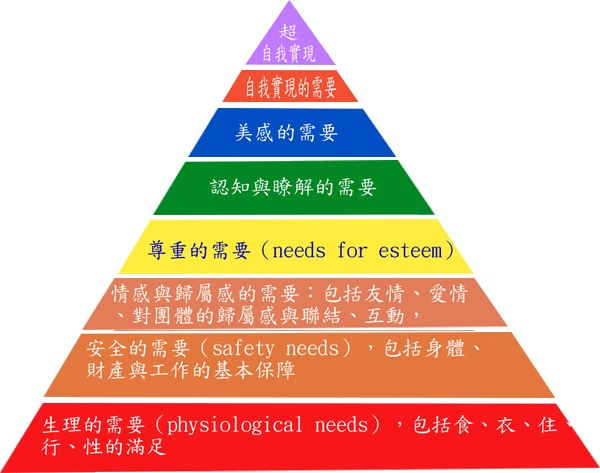 超
自我實現
自我實現的需要
美感的需要
認知與瞭解的需要
尊重的需要（needs for esteem）
情感與歸屬感的需要：包括友情、愛情
、對團體的歸屬感與聯結、互動，
安全的需要（safety needs），包括身體、
財產與工作的基本保障
生理的需要（physiological needs），包括食、衣、住、
行、性的滿足